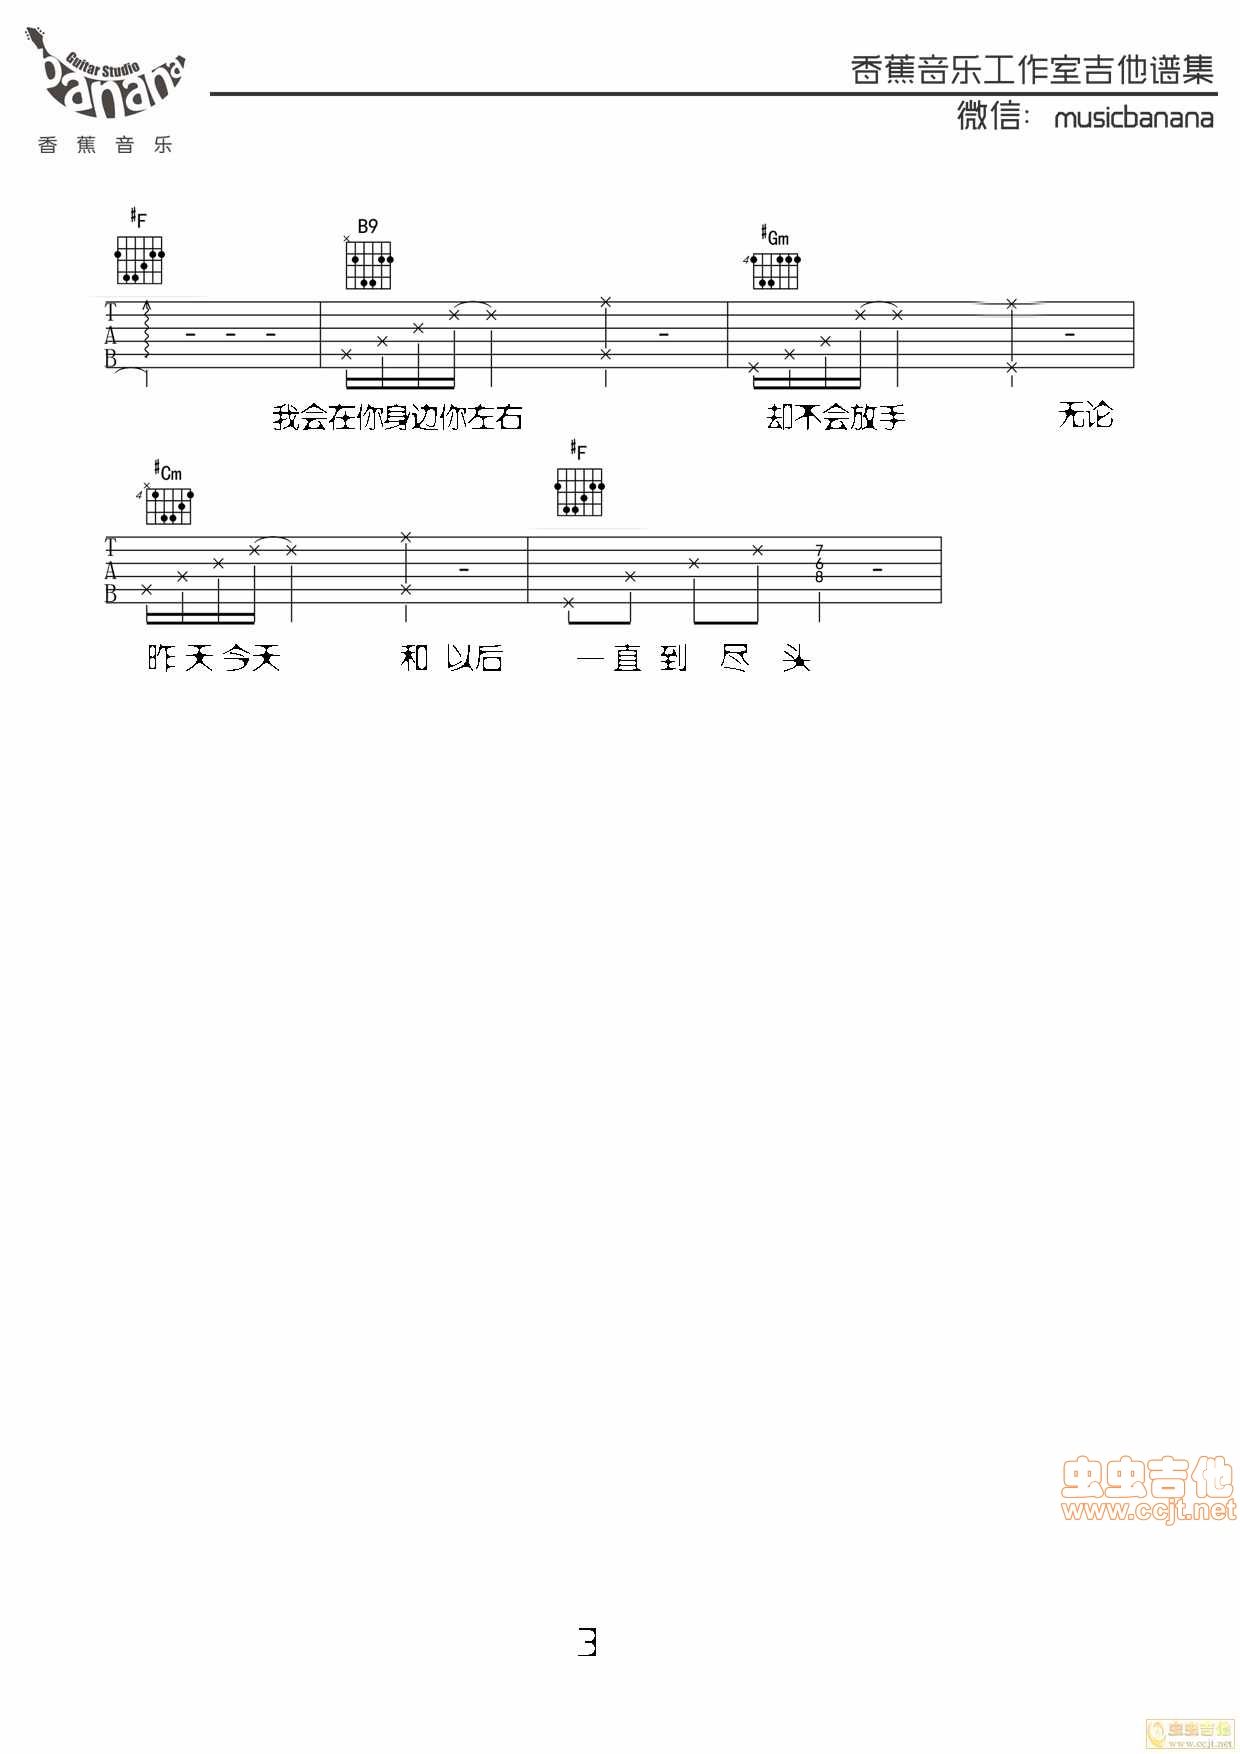 Guitar Studio
banana
香蕉音乐
香蕉音乐工作室吉他谱集
微信: musicbanana
#F B9 #Gm
4
T
A
B
我会在你身边你左右 却不会放手 无论
#Cm #F
4
T
A
B
7
6
8
昨天今天 和以后 一直到尽头
虫虫吉他
www.ccjt.net
3
虫虫吉他
www.ccjt.net